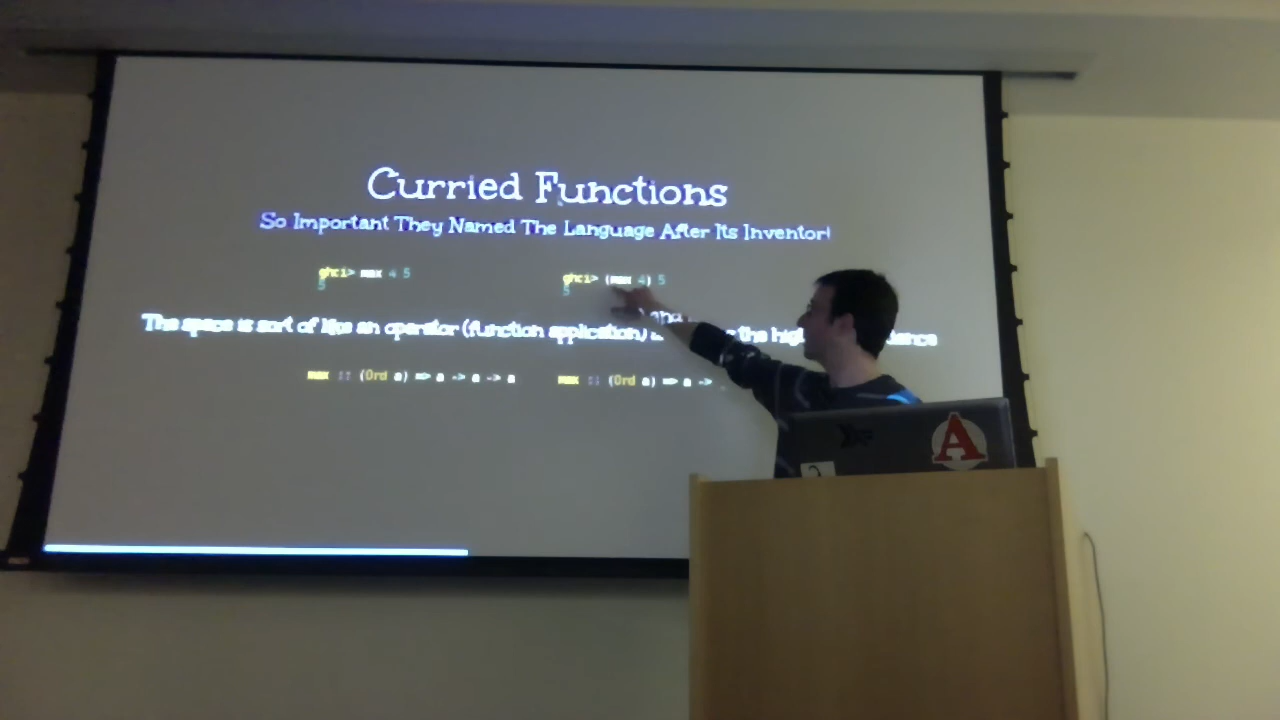 Curried Functions
So Important They Named The Language After Its Inventor!
ghci> max 4 5
5
ghci> (max 4) 5
5
The space is sort of like an operator (function application) the
max :: (Ord a) => a -> a -> a
max :: (Ord a) => a ->
A